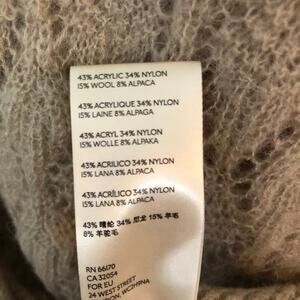 43% ACRYLIC 34% NYLON
15% WOOL 8% ALPACA
43% ACRYLIQUE 34% NYLON
15% LAINE 8% ALPAGA
43% ACRYL 34% NYLON
15% WOLLE 8% ALPAKA
43% ACRILICO 34% NYLON
15% LANA 8% ALPACA
43% ACRÍLICO 34% NYLON
15% LANA 8% ALPACA
43% 晴纶 34% 尼龙 15% 羊毛
8% 羊驼毛
RN 66170
CA 32054
FOR EU
24 WEST STREET
WC2H9NA